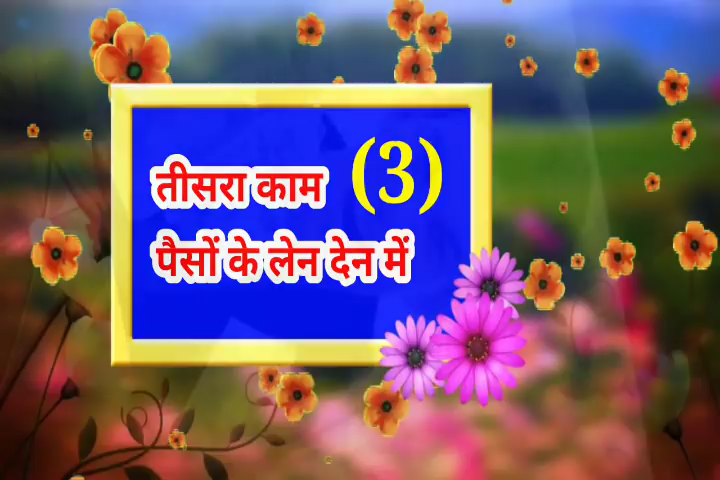 तीसरा काम (3)
पैसों के लेन देन में